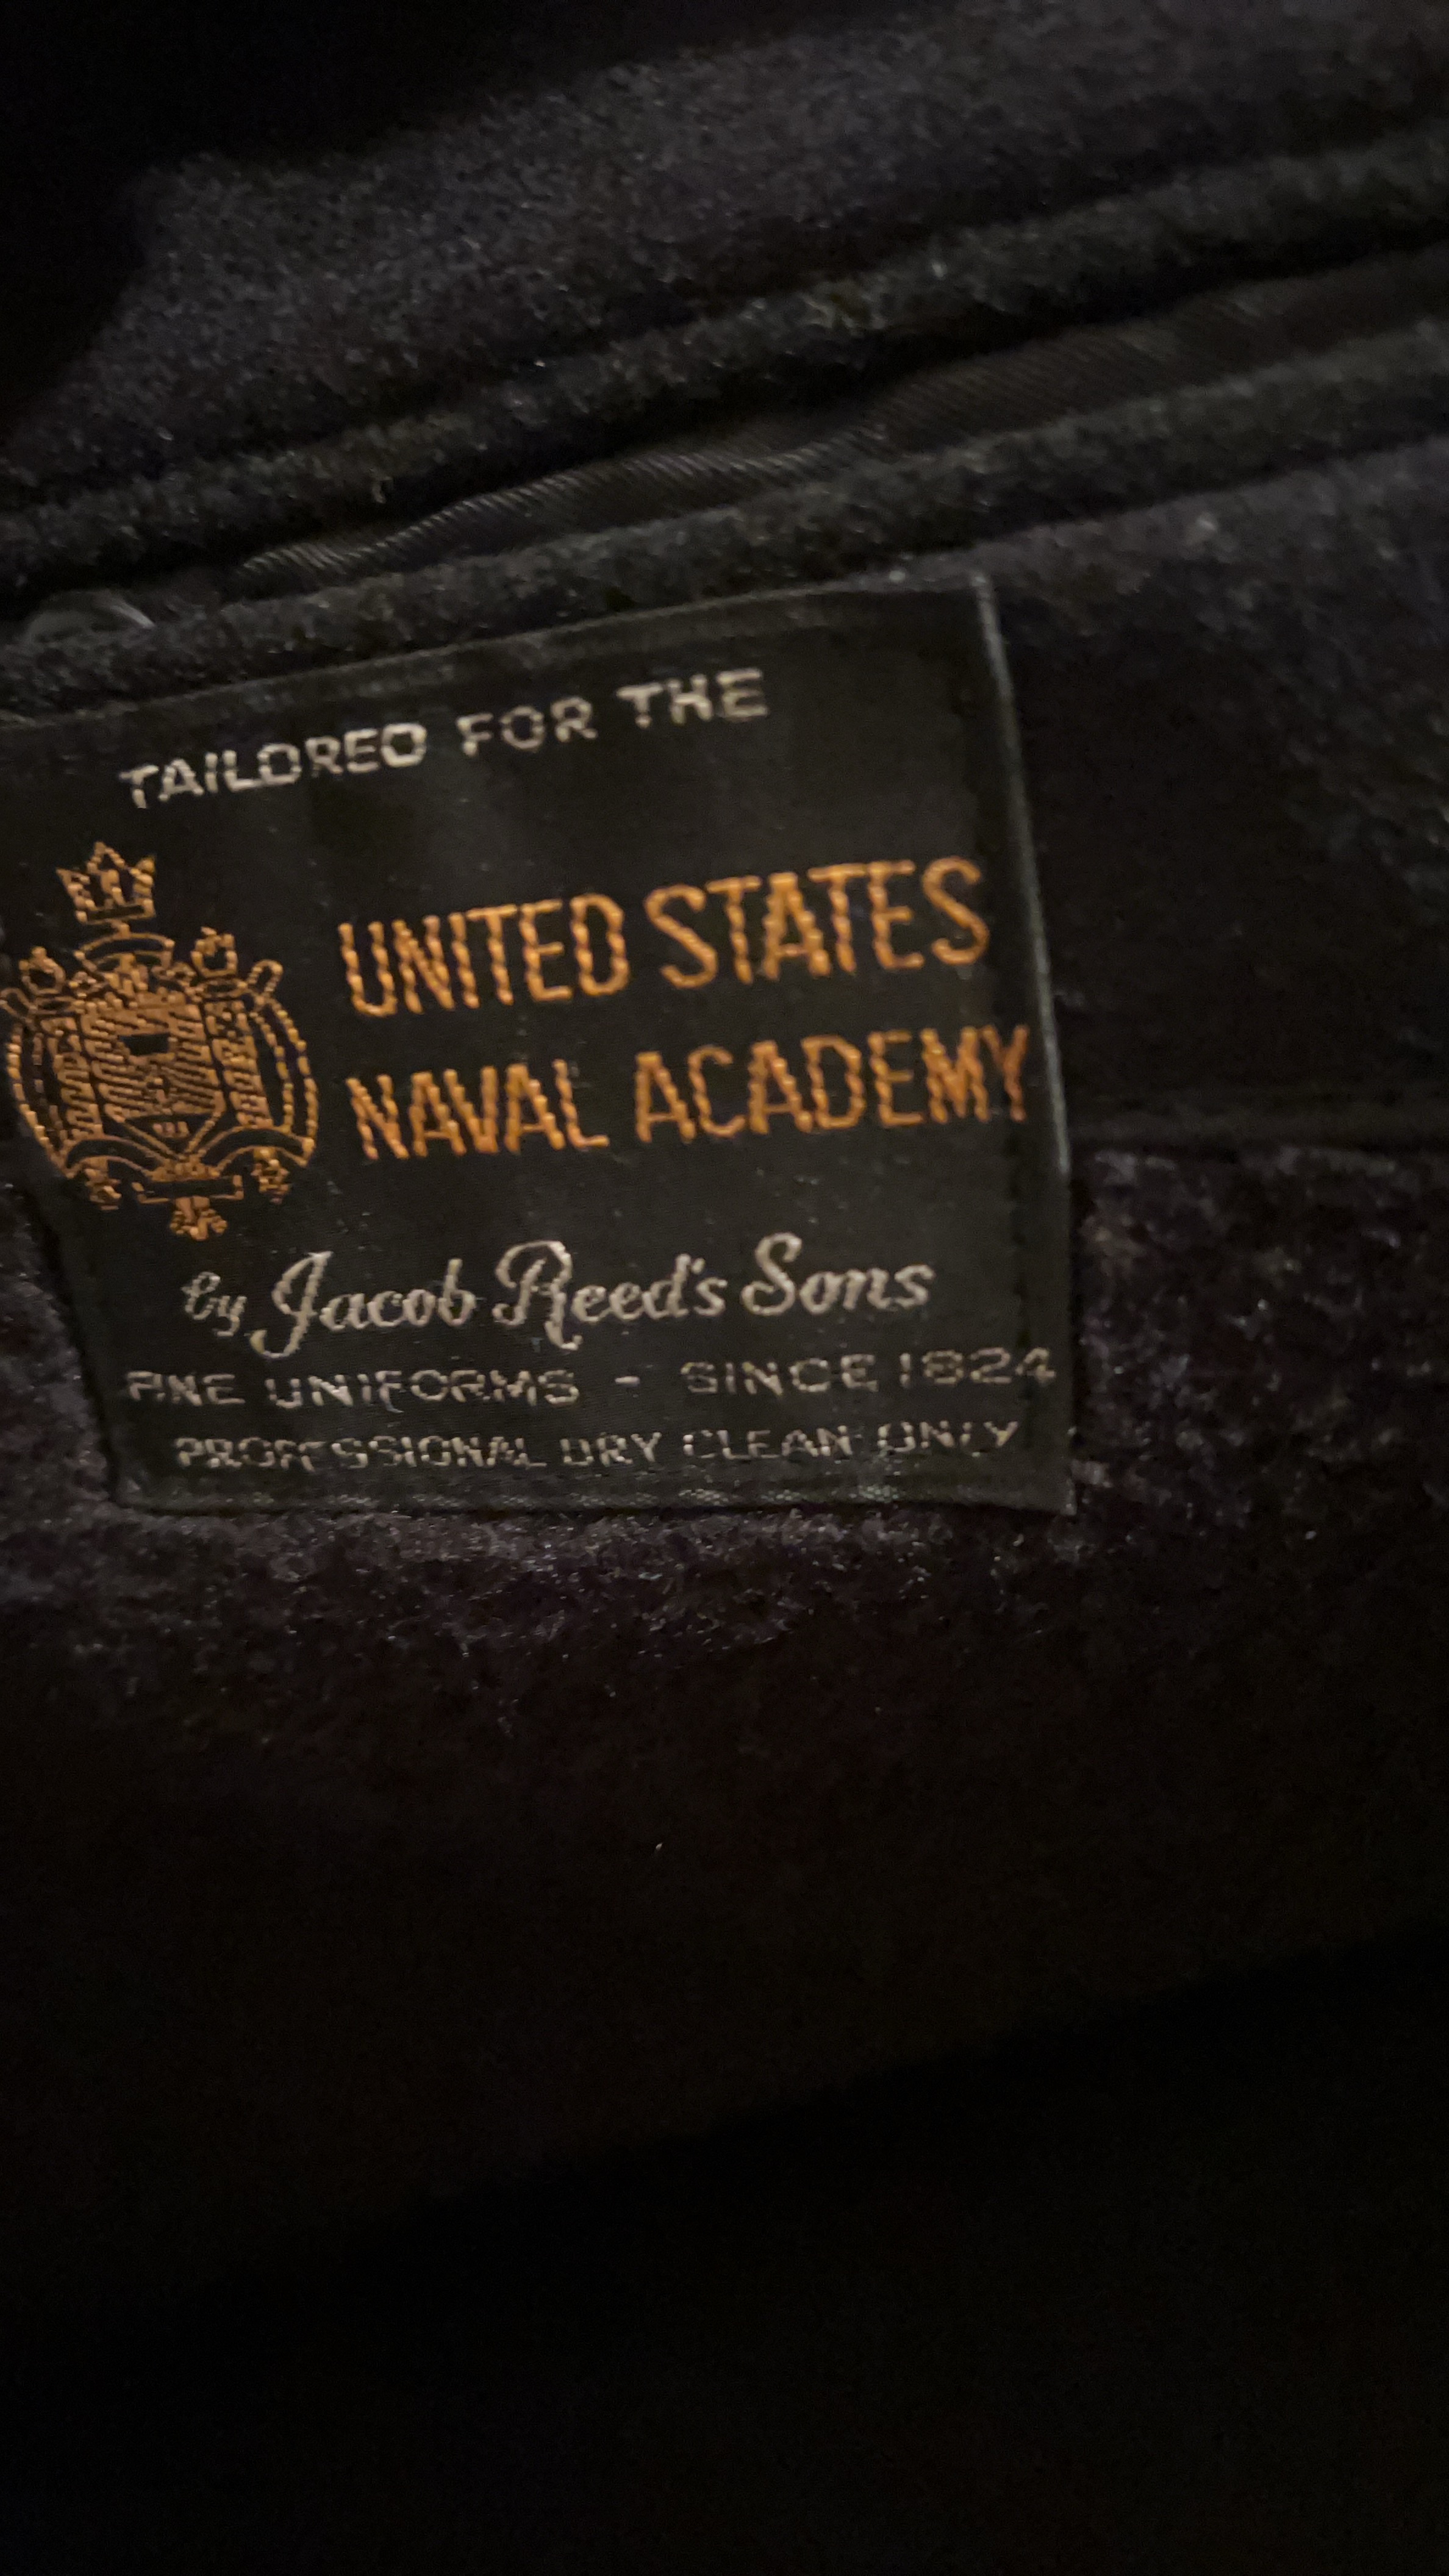 TAILORED FOR THE
UNITED STATES
NAVAL ACADEMY
by Jacob Reed's Sons
FINE UNIFORMS - SINCE 1824
PROFESSIONAL DRY CLEAN ONLY